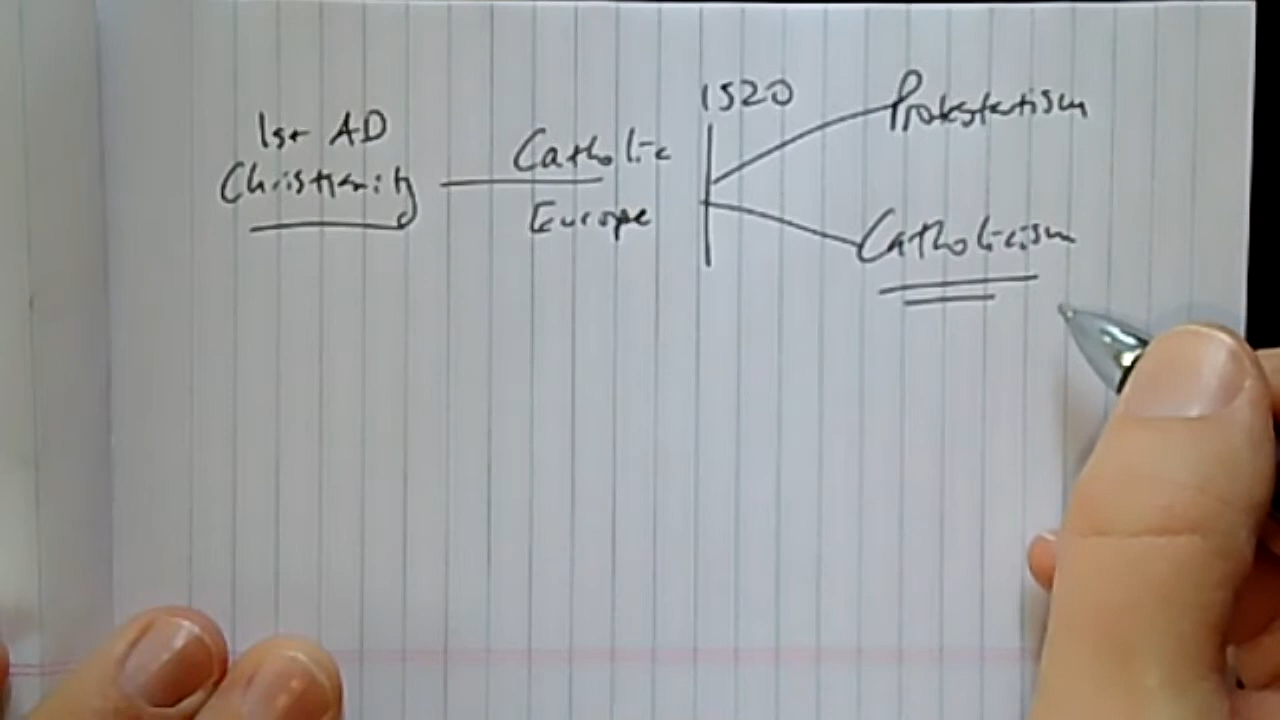 1st AD
Christianity
Catholic
Europe
1520
Protestantism
Catholicism